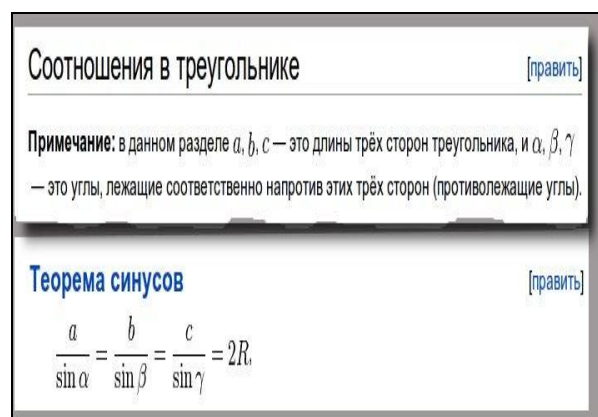 Соотношения в треугольнике [править]
Примечание: в данном разделе a, b, c — это длины трёх сторон треугольника, и α, β, γ
— это углы, лежащие соответственно напротив этих трёх сторон (противолежащие углы).
Теорема синусов [править]
a/sin α = b/sin β = c/sin γ = 2R,